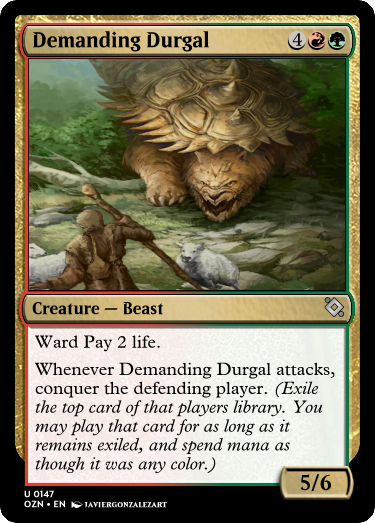 Demanding Durgal 4
Creature — Beast
Ward Pay 2 life.
Whenever Demanding Durgal attacks,
conquer the defending player. (Exile
the top card of that players library. You
may play that card for as long as it
remains exiled, and spend mana as
though it was any color.)
5/6
U 0147
OZN • EN JAVIERGONZALEZART